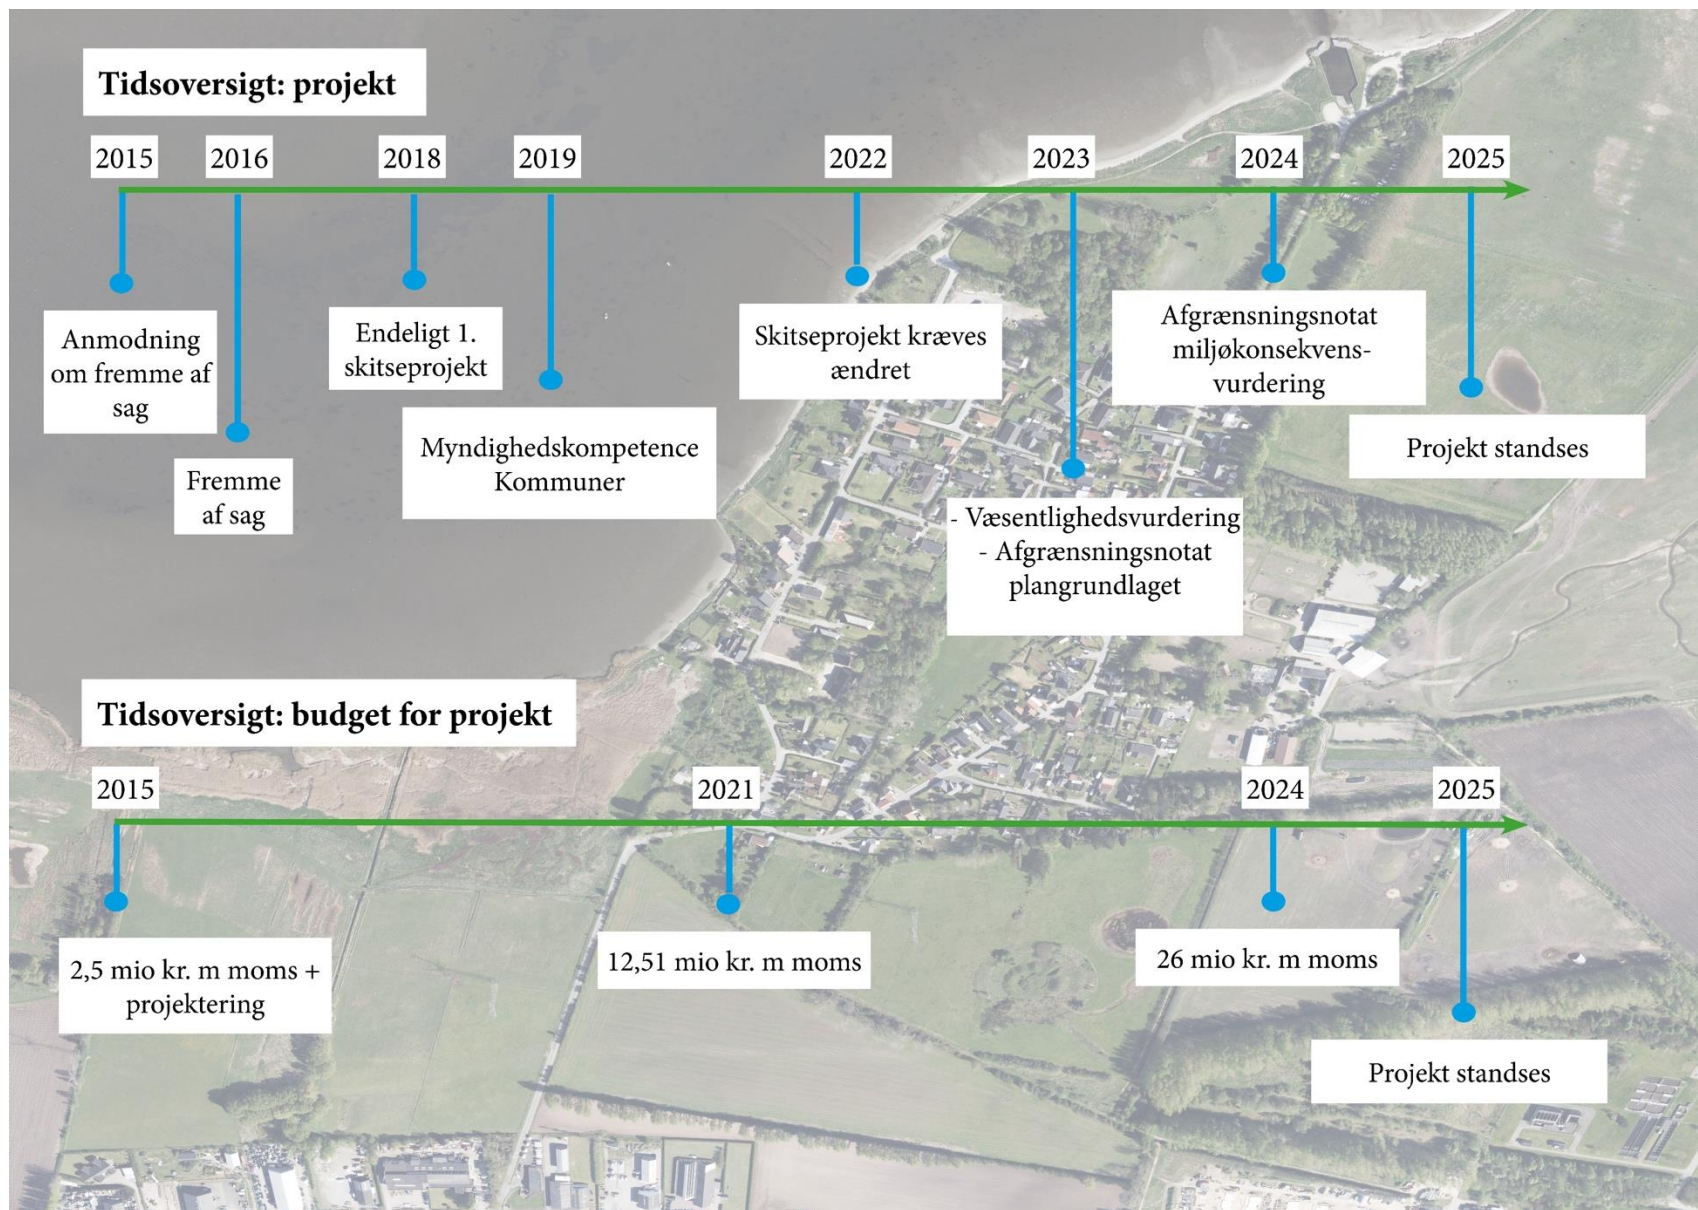 Tidsoversigt: projekt
2015
2016
2018
2019
2022
2023
2024
2025
Anmodning
om fremme af
sag
Fremme
af sag
Endeligt 1.
skitseprojekt
Myndighedskompetence
Kommuner
Skitseprojekt kræves
ændret
- Væsentlighedsvurdering
- Afgrænsningsnotat
plangrundlaget
Afgrænsningsnotat
miljøkonsekvens-
vurdering
Projekt standses
Tidsoversigt: budget for projekt
2015
2021
2024
2025
2,5 mio kr. m moms +
projektering
12,51 mio kr. m moms
26 mio kr. m moms
Projekt standses